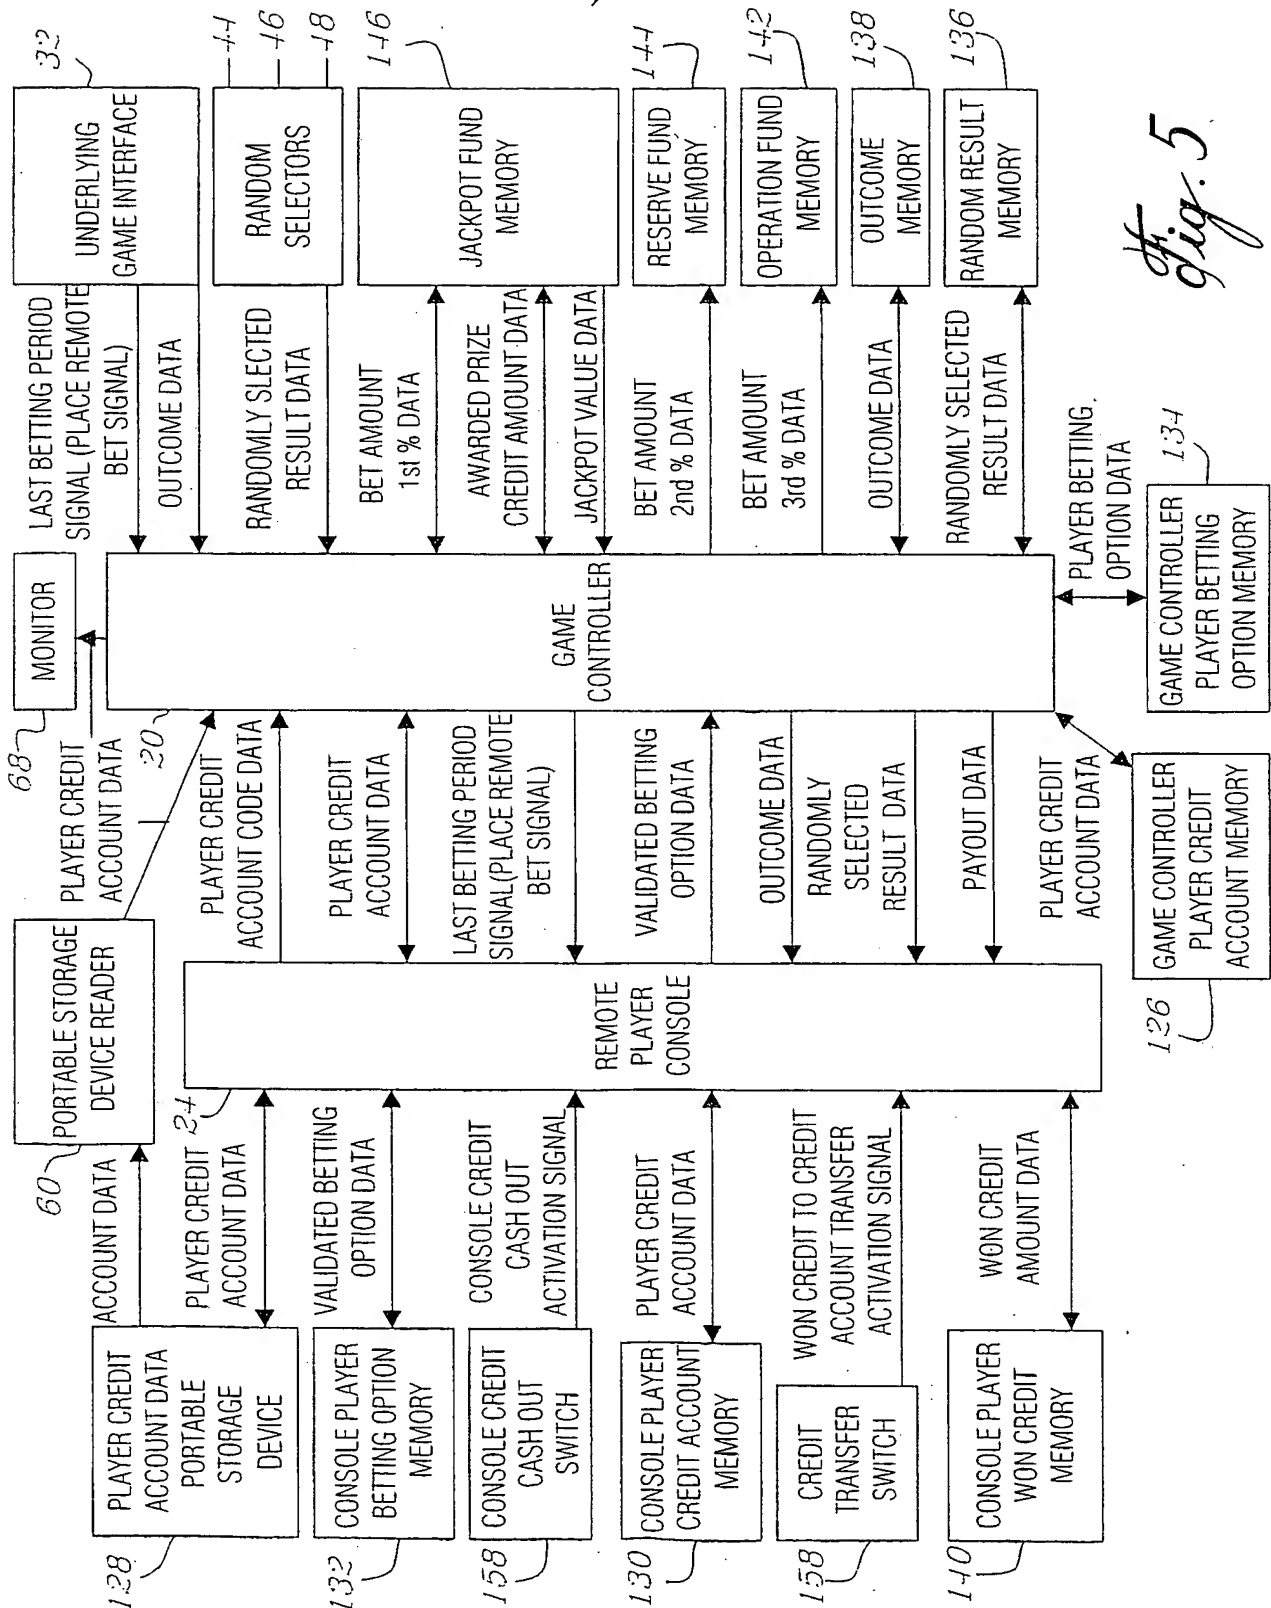 Fig. 5
128
PLAYER CREDIT
ACCOUNT DATA
PORTABLE
STORAGE
DEVICE
132
CONSOLE PLAYER
BETTING OPTION
MEMORY
158
CONSOLE CREDIT
CASH OUT
SWITCH
130
CONSOLE PLAYER
CREDIT ACCOUNT
MEMORY
158
CREDIT
TRANSFER
SWITCH
140
CONSOLE PLAYER
WON CREDIT
MEMORY
ACCOUNT DATA
PLAYER CREDIT
ACCOUNT DATA
VALIDATED BETTING
OPTION DATA
CONSOLE CREDIT
CASH OUT
ACTIVATION SIGNAL
PLAYER CREDIT
ACCOUNT DATA
WON CREDIT TO CREDIT
ACCOUNT TRANSFER
ACTIVATION SIGNAL
WON CREDIT
AMOUNT DATA
60
PORTABLE STORAGE
DEVICE READER
24
REMOTE
PLAYER
CONSOLE
PLAYER CREDIT
ACCOUNT DATA
PLAYER CREDIT
ACCOUNT CODE DATA
PLAYER CREDIT
ACCOUNT DATA
LAST BETTING PERIOD
SIGNAL(PLACE REMOTE
BET SIGNAL)
VALIDATED BETTING
OPTION DATA
OUTCOME DATA
RANDOMLY
SELECTED
RESULT DATA
PAYOUT DATA
PLAYER CREDIT
ACCOUNT DATA
126
GAME CONTROLLER
PLAYER CREDIT
ACCOUNT MEMORY
68
MONITOR
20
GAME
CONTROLLER
PLAYER BETTING
OPTION DATA
134
GAME CONTROLLER
PLAYER BETTING
OPTION MEMORY
LAST BETTING PERIOD
SIGNAL (PLACE REMOTE
BET SIGNAL)
OUTCOME DATA
RANDOMLY SLECTED
RESULT DATA
BET AMOUNT
1st % DATA
AWARDED PRIZE
CREDIT AMOUNT DATA
JACKPOT VALUE DATA
BET AMOUNT
2nd % DATA
BET AMOUNT
3rd % DATA
OUTCOME DATA
RANDOMLY SELECTED
RESULT DATA
32
UNDERLYING
GAME INTERFACE
44
46
48
RANDOM
SELECTORS
146
JACKPOT FUND
MEMORY
144
RESERVE FUND
MEMORY
142
OPERATION FUND
MEMORY
138
OUTCOME
MEMORY
136
RANDOM RESULT
MEMORY